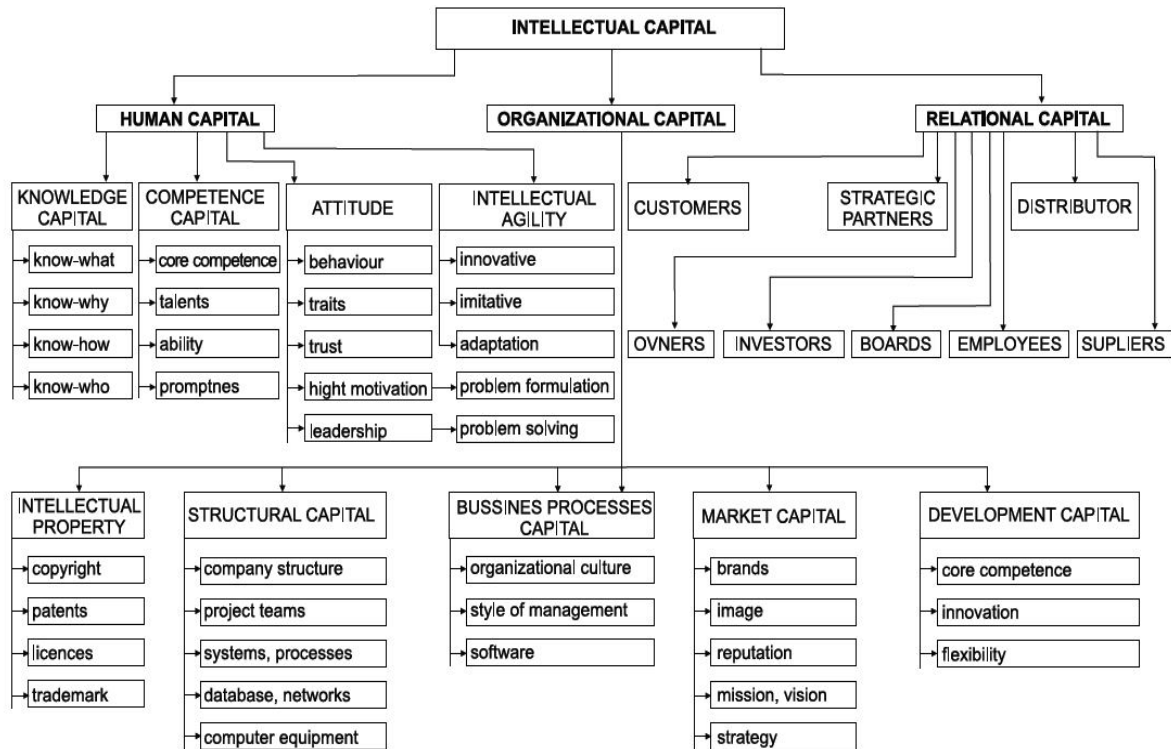 INTELLECTUAL CAPITAL
HUMAN CAPITAL
ORGANIZATIONAL CAPITAL
RELATIONAL CAPITAL
KNOWLEDGE
CAPITAL
COMPETENCE
CAPITAL
ATTITUDE
INTELLECTUAL
AGILITY
CUSTOMERS
STRATEGIC
PARTNERS
DISTRIBUTOR
know-what
know-why
know-how
know-who
core competence
talents
ability
promptnes
behaviour
traits
trust
hight motivation
leadership
innovative
imitative
adaptation
problem formulation
problem solving
OVNERS
INVESTORS
BOARDS
EMPLOYEES
SUPLIERS
INTELLECTUAL
PROPERTY
STRUCTURAL CAPITAL
BUSSINES PROCESSES
CAPITAL
MARKET CAPITAL
DEVELOPMENT CAPITAL
copyright
patents
licences
trademark
company structure
project teams
systems, processes
database, networks
computer equipment
organizational culture
style of management
software
brands
image
reputation
mission, vision
strategy
core competence
innovation
flexibility